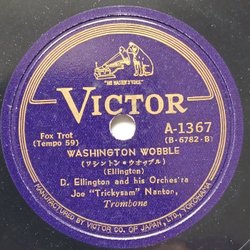 "HIS MASTER'S VOICE"
VICTOR
Fox Trot
(Tempo 59)
A-1367
(B-6782-B)
WASHINGTON WOBBLE
(ワシントン・ウオッブル)
(Ellington)
D. Ellington and his Orches'ra
Joe "Trickysam" Nanton,
Trombone
MANUFACTURED BY VICTOR CO. OF JAPAN, LTD., YOKOHAMA